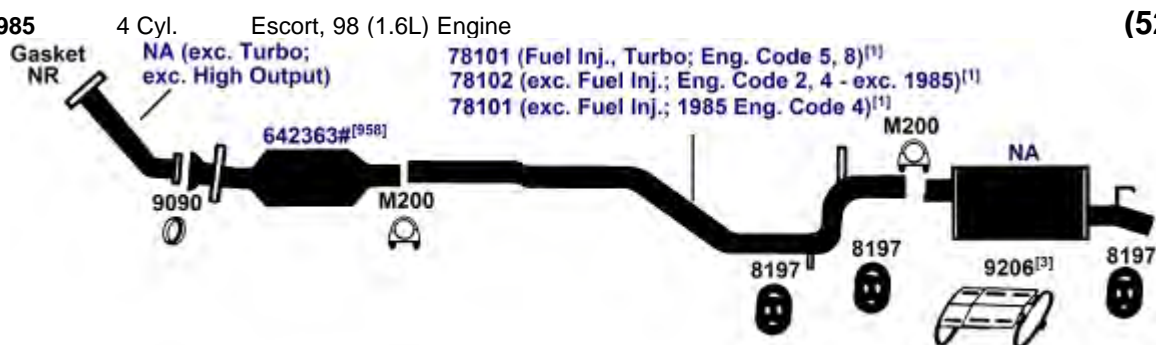 985 4 Cyl. Escort, 98 (1.6L) Engine (52
Gasket
NR
NA (exc. Turbo;
exc. High Output)
78101 (Fuel Inj., Turbo; Eng. Code 5, 8)[1]
78102 (exc. Fuel Inj.; Eng. Code 2, 4 - exc. 1985)[1]
78101 (exc. Fuel Inj.; 1985 Eng. Code 4)[1]
642363#[958]
M200
NA
9090
M200
8197
8197
9206[3]
8197